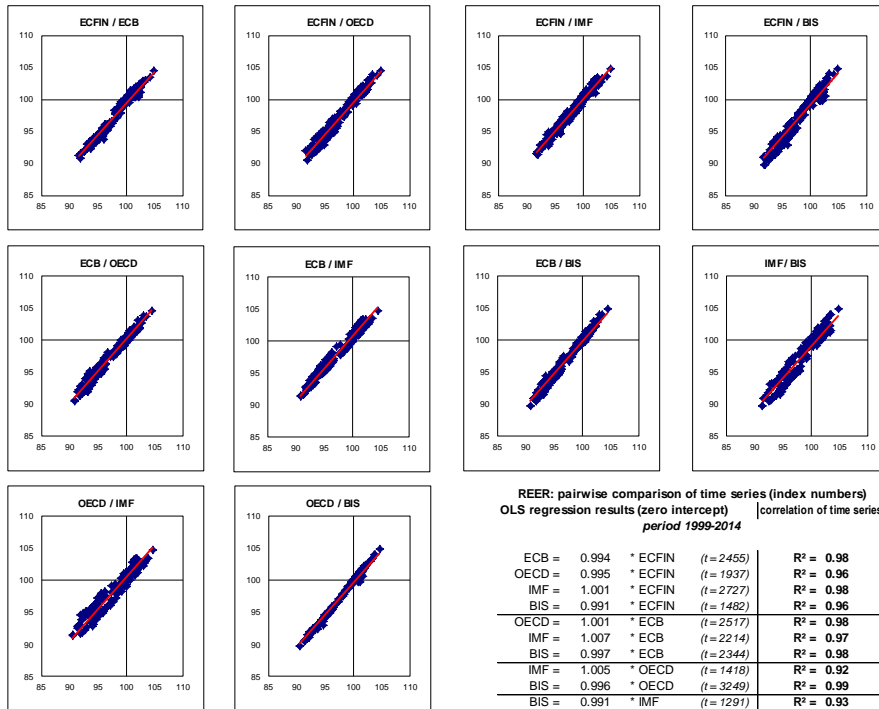 ECFIN / ECB
110
105
100
95
90
85
85 90 95 100 105 110
ECFIN / OECD
110
105
100
95
90
85
85 90 95 100 105 110
ECFIN / IMF
110
105
100
95
90
85
85 90 95 100 105 110
ECFIN / BIS
110
105
100
95
90
85
85 90 95 100 105 110
ECB / OECD
110
105
100
95
90
85
85 90 95 100 105 110
ECB / IMF
110
105
100
95
90
85
85 90 95 100 105 110
ECB / BIS
110
105
100
95
90
85
85 90 95 100 105 110
IMF/ BIS
110
105
100
95
90
85
85 90 95 100 105 110
OECD / IMF
110
105
100
95
90
85
85 90 95 100 105 110
OECD / BIS
110
105
100
95
90
85
85 90 95 100 105 110
REER: pairwise comparison of time series (index numbers)
OLS regression results (zero intercept) correlation of time series
period 1999-2014
ECB = 0.994 * ECFIN (t=2455) R² = 0.98
OECD = 0.995 * ECFIN (t=1937) R² = 0.96
IMF = 1.001 * ECFIN (t=2727) R² = 0.98
BIS = 0.991 * ECFIN (t=1482) R² = 0.96
OECD = 1.001 * ECB (t=2517) R² = 0.98
IMF = 1.007 * ECB (t=2214) R² = 0.97
BIS = 0.997 * ECB (t=2344) R² = 0.98
IMF = 1.005 * OECD (t=1418) R² = 0.92
BIS = 0.996 * OECD (t=3249) R² = 0.99
BIS = 0.991 * IMF (t=1291) R² = 0.93